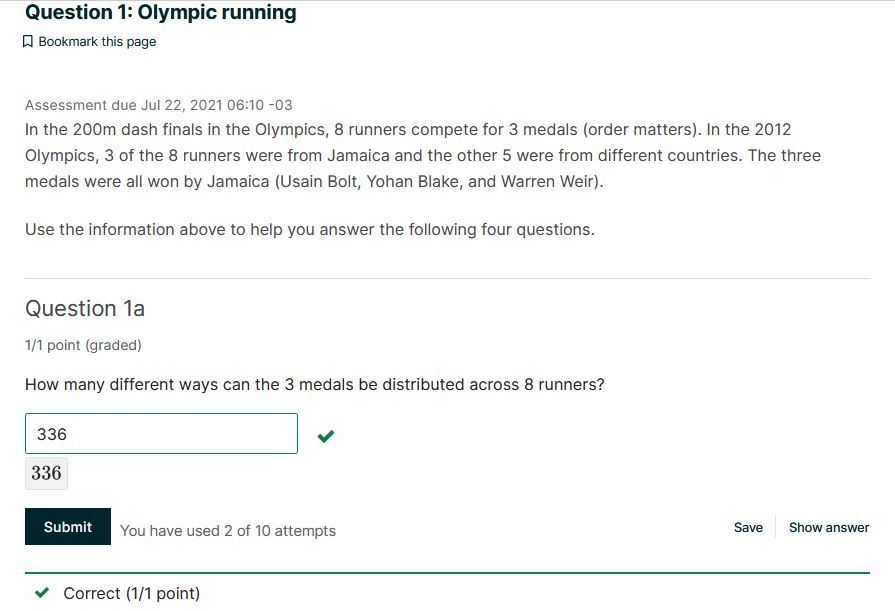 Question 1: Olympic running
Bookmark this page
Assessment due Jul 22, 2021 06:10 -03
In the 200m dash finals in the Olympics, 8 runners compete for 3 medals (order matters). In the 2012
Olympics, 3 of the 8 runners were from Jamaica and the other 5 were from different countries. The three
medals were all won by Jamaica (Usain Bolt, Yohan Blake, and Warren Weir).
Use the information above to help you answer the following four questions.
Question 1a
1/1 point (graded)
How many different ways can the 3 medals be distributed across 8 runners?
336
336
Submit You have used 2 of 10 attempts Save Show answer
Correct (1/1 point)